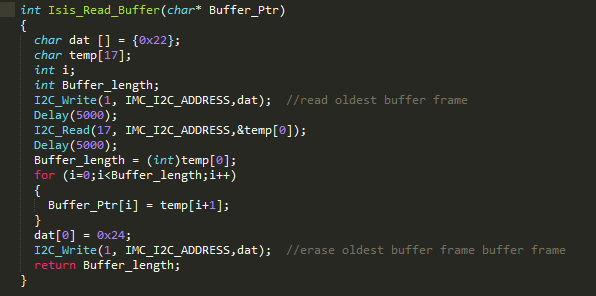 int Isis_Read_Buffer(char* Buffer_Ptr)
{
  char dat [] = {0x22};
  char temp[17];
  int i;
  int Buffer_length;
  I2C_Write(1, IMC_I2C_ADDRESS,dat);  //read oldest buffer frame
  Delay(5000);
  I2C_Read(17, IMC_I2C_ADDRESS,&temp[0]);
  Delay(5000);
  Buffer_length = (int)temp[0];
  for (i=0;i<Buffer_length;i++)
  {
    Buffer_Ptr[i] = temp[i+1];
  }
  dat[0] = 0x24;
  I2C_Write(1, IMC_I2C_ADDRESS,dat);  //erase oldest buffer frame buffer frame
  return Buffer_length;
}